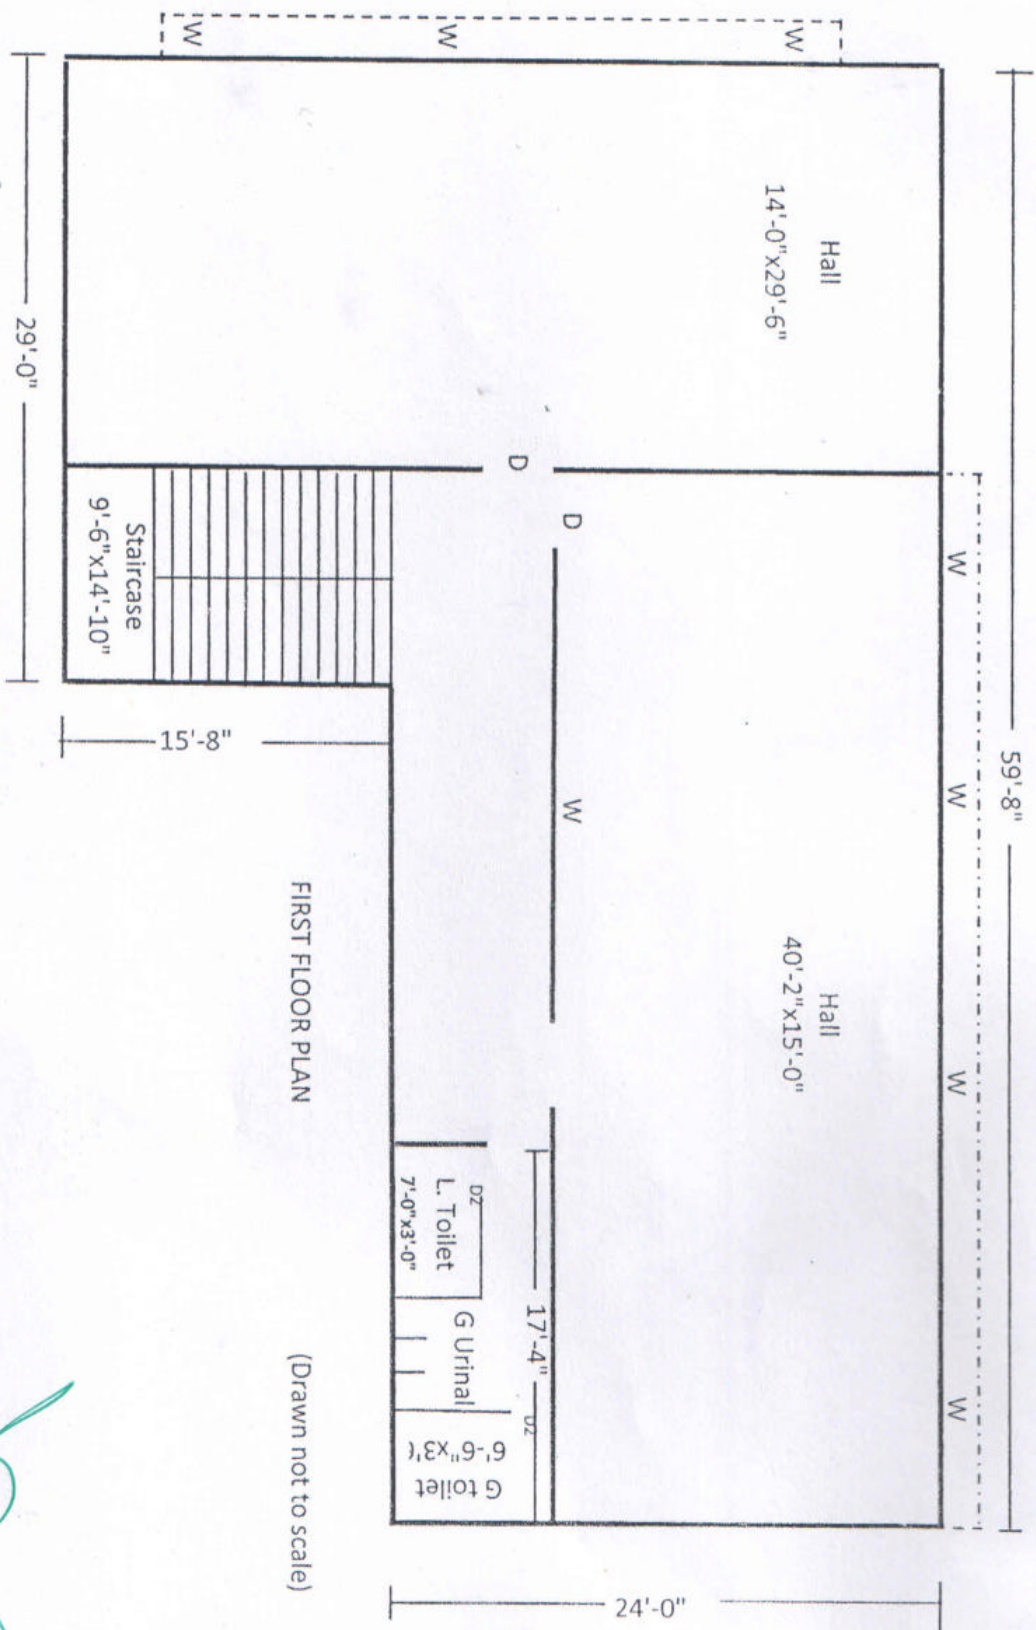 59'-8"
W
W
W
W
W
Hall
14'-0"x29'-6"
Hall
40'-2"x15'-0"
24'-0"
W
D
D
W
17'-4"
D2
L. Toilet
7'-0"x3'-0"
G Urinal
D2
G toilet
6'-6"x3'
W
15'-8"
FIRST FLOOR PLAN
(Drawn not to scale)
Staircase
9'-6"x14'-10"
29'-0"